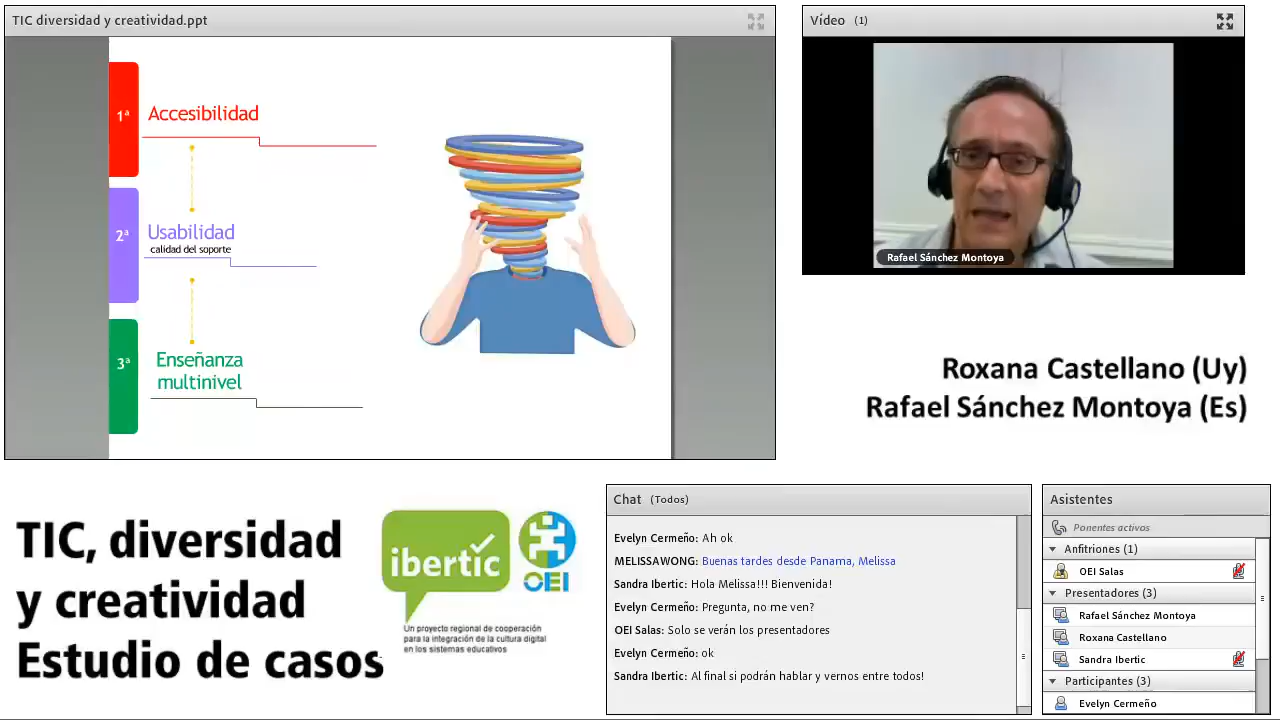 TIC diversidad y creatividad.ppt
1ª
Accesibilidad
2ª
Usabilidad
calidad del soporte
3ª
Enseñanza
multinivel
Vídeo (1)
Rafael Sánchez Montoya
Roxana Castellano (Uy)
Rafael Sánchez Montoya (Es)
TIC, diversidad
y creatividad
Estudio de casos
ibertic
OEI
Un proyecto regional de cooperación
para la integración de la cultura digital
en los sistemas educativos
Chat (Todos)
Evelyn Cermeño: Ah ok
MELISSAWONG: Buenas tardes desde Panama, Melissa
Sandra Ibertic: Hola Melissa!!! Bienvenida!
Evelyn Cermeño: Pregunta, no me ven?
OEI Salas: Solo se verán los presentadores
Evelyn Cermeño: ok
Sandra Ibertic: Al final si podrán hablar y vernos entre todos!
Asistentes
Ponentes activos
Anfitriones (1)
OEI Salas
Presentadores (3)
Rafael Sánchez Montoya
Roxana Castellano
Sandra Ibertic
Participantes (3)
Evelyn Cermeño